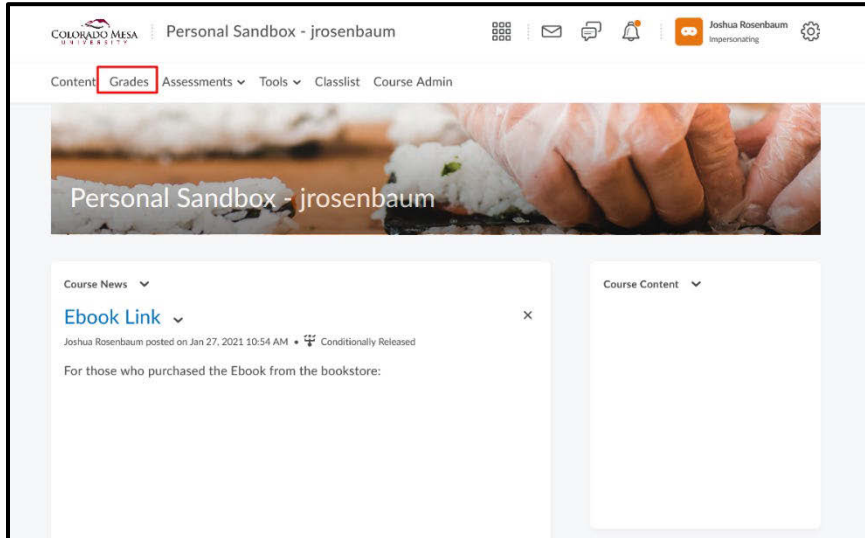 COLORADO MESA
UNIVERSITY
Personal Sandbox - jrosenbaum
Joshua Rosenbaum
Impersonating
Content Grades Assessments Tools Classlist Course Admin
Personal Sandbox - jrosenbaum
Course News
Ebook Link
Joshua Rosenbaum posted on Jan 27, 2021 10:54 AM • Conditionally Released
For those who purchased the Ebook from the bookstore:
Course Content